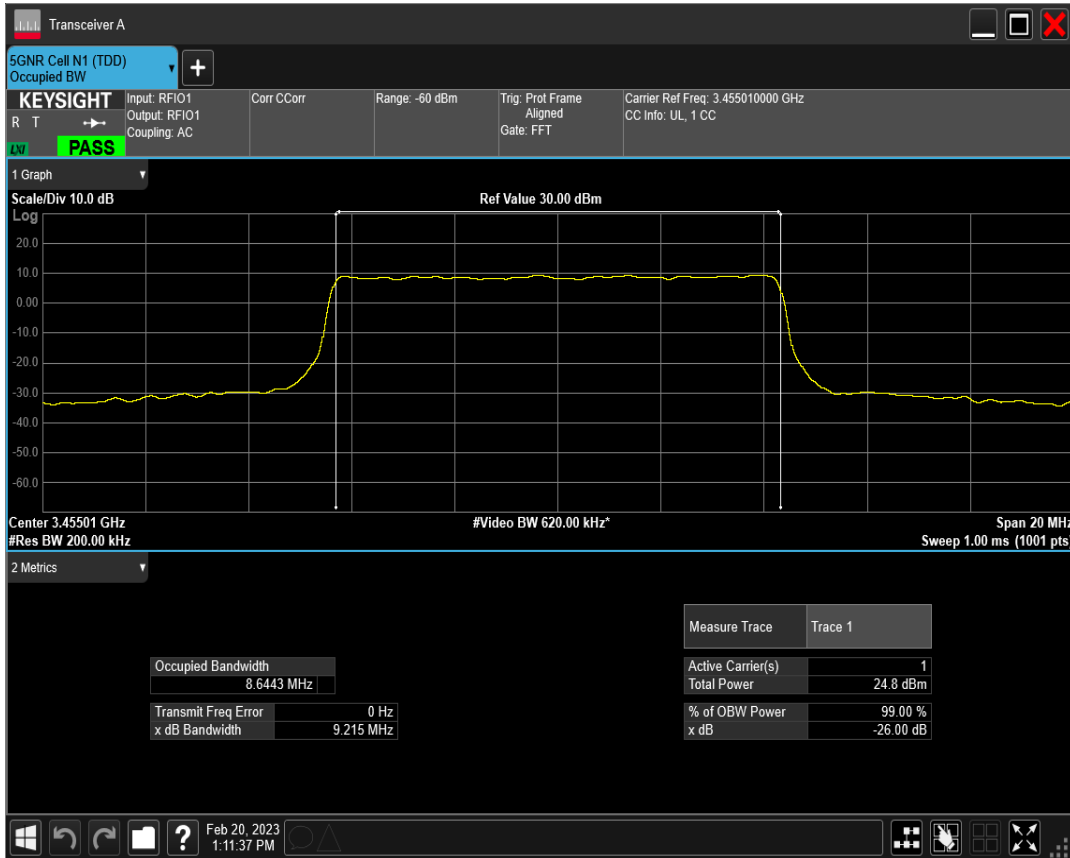 Transceiver A
5GNR Cell N1 (TDD)
Occupied BW
+
KEYSIGHT
R T
LXI
PASS
Input: RFIO1
Output: RFIO1
Coupling: AC
Corr CCorr
Range: -60 dBm
Trig: Prot Frame
Aligned
Gate: FFT
Carrier Ref Freq: 3.455010000 GHz
CC Info: UL, 1 CC
1 Graph
Scale/Div 10.0 dB
Ref Value 30.00 dBm
Log
20.0
10.0
0.00
-10.0
-20.0
-30.0
-40.0
-50.0
-60.0
Center 3.45501 GHz
#Video BW 620.00 kHz*
Span 20 MHz
#Res BW 200.00 kHz
Sweep 1.00 ms (1001 pts)
2 Metrics
Measure Trace Trace 1
Occupied Bandwidth
8.6443 MHz
Active Carrier(s) 1
Total Power 24.8 dBm
Transmit Freq Error 0 Hz
x dB Bandwidth 9.215 MHz
% of OBW Power 99.00 %
x dB -26.00 dB
?
Feb 20, 2023
1:11:37 PM